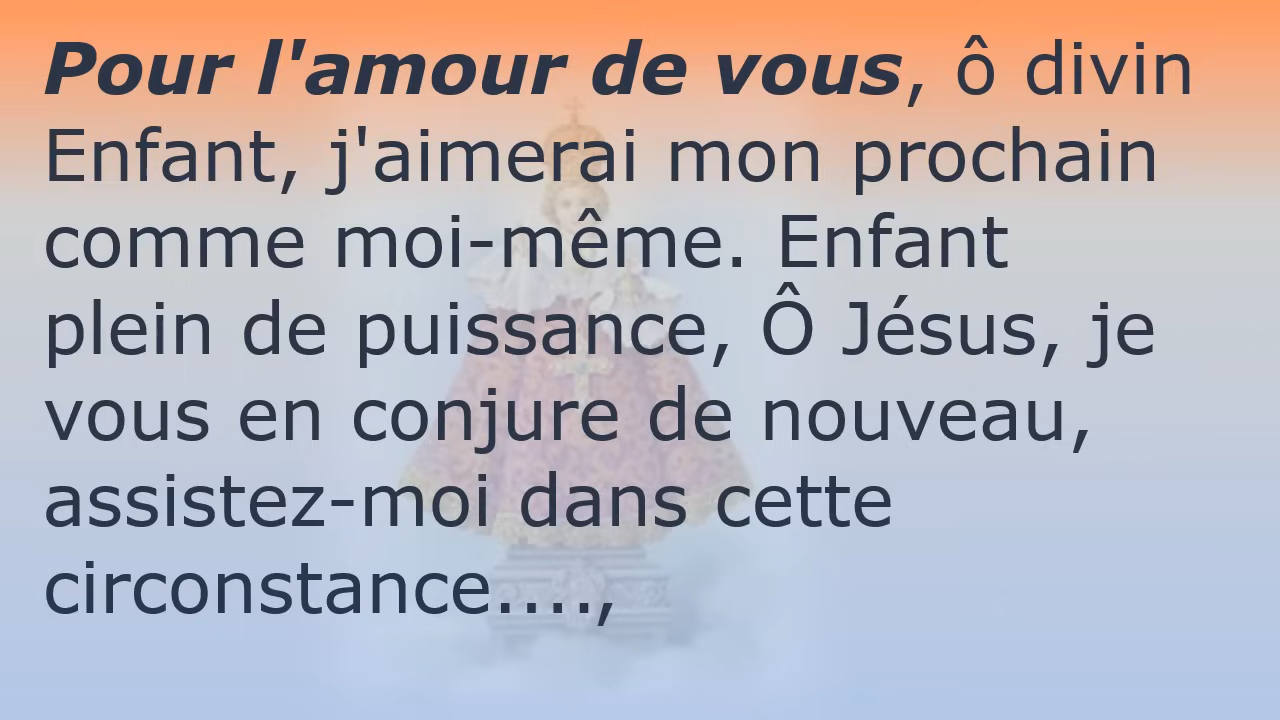 Pour l'amour de vous, ô divin
Enfant, j'aimerai mon prochain
comme moi-même. Enfant
plein de puissance, Ô Jésus, je
vous en conjure de nouveau,
assistez-moi dans cette
circonstance....,